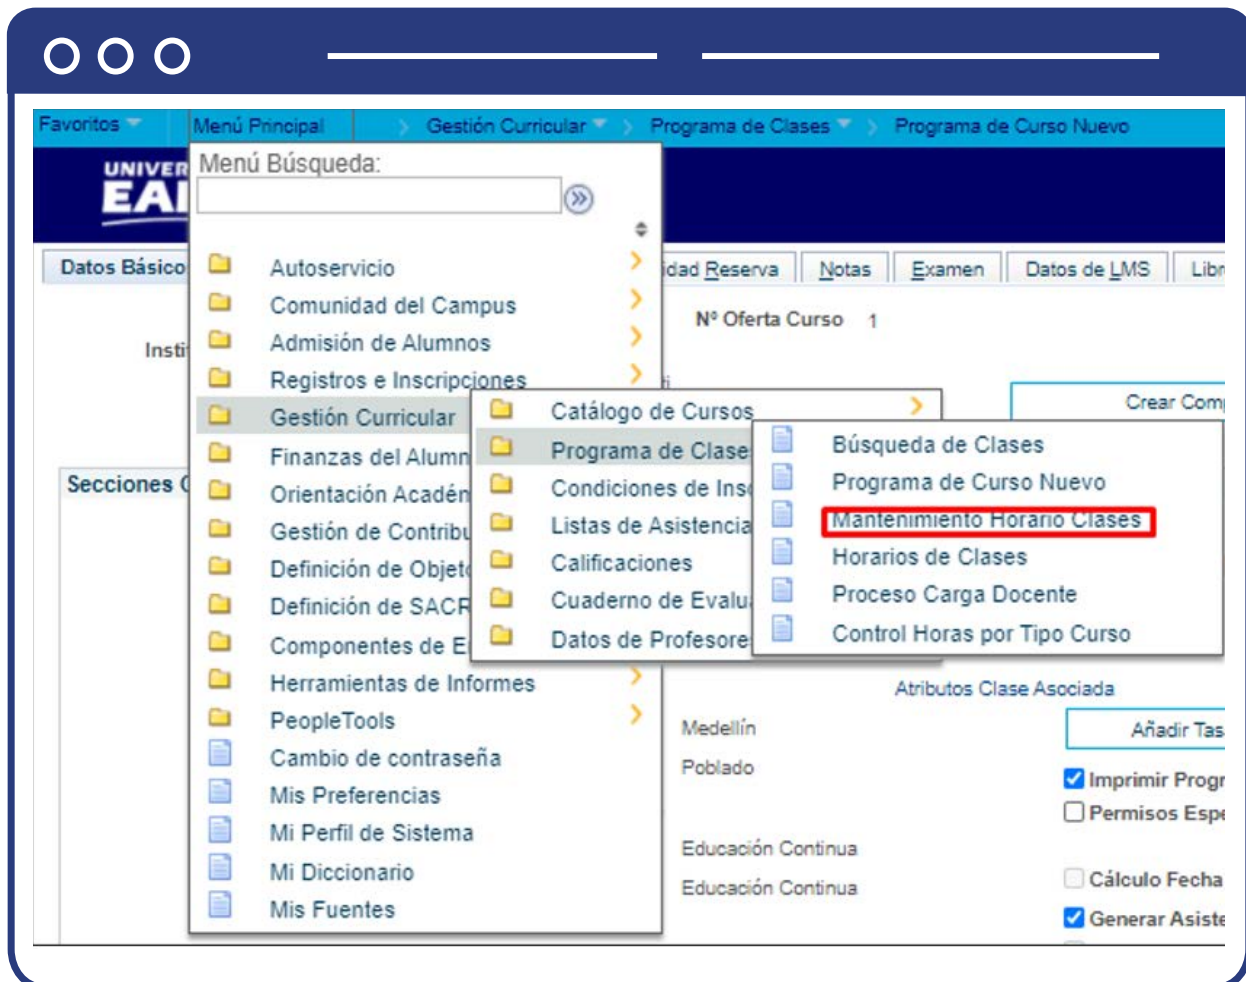 Favoritos Menú Principal Gestión Curricular Programa de Clases Programa de Curso Nuevo
UNIVER
EAI
Menú Búsqueda:
Datos Básico
idad Reserva Notas Examen Datos de LMS Libr
Nº Oferta Curso 1
Insti
Crear Comp
Secciones
Autoservicio
Comunidad del Campus
Admisión de Alumnos
Registros e Inscripciones
Gestión Curricular
Finanzas del Alumn
Orientación Académ
Gestión de Contribu
Definición de Objeto
Definición de SACR
Componentes de E
Herramientas de Informes
PeopleTools
Cambio de contraseña
Mis Preferencias
Mi Perfil de Sistema
Mi Diccionario
Mis Fuentes
Catálogo de Cursos
Programa de Clase
Condiciones de Ins
Listas de Asistencia
Calificaciones
Cuaderno de Evalu
Datos de Profesore
Búsqueda de Clases
Programa de Curso Nuevo
Mantenimiento Horario Clases
Horarios de Clases
Proceso Carga Docente
Control Horas por Tipo Curso
Atributos Clase Asociada
Medellín
Añadir Tas
Poblado
Imprimir Progr
Permisos Espe
Educación Continua
Educación Continua
Cálculo Fecha
Generar Asiste